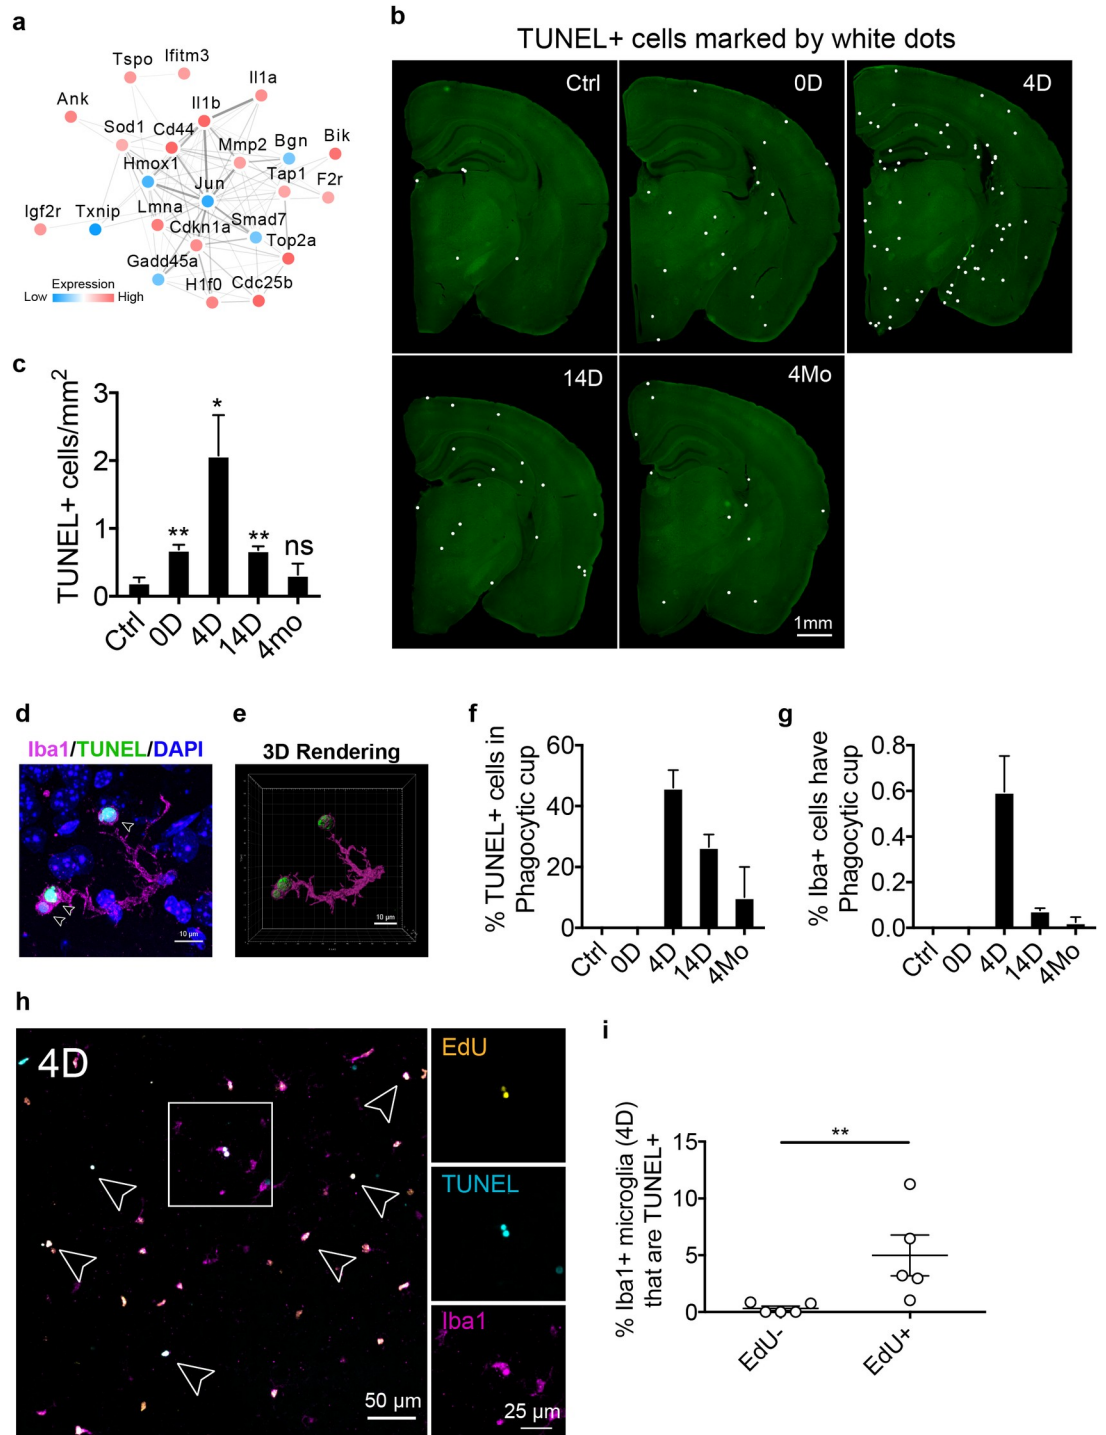 a
Tspo Ifitm3
Il1a
Ank
Il1b
Sod1 Cd44
Mmp2 Bgn Bik
Hmox1
Jun
Tap1
F2r
Igf2r Txnip Lmna
Cdkn1a Smad7
Top2a
Gadd45a
H1f0 Cdc25b
Expression
Low High
b
TUNEL+ cells marked by white dots
Ctrl
0D
4D
14D
4Mo
1mm
c
TUNEL+ cells/mm2
3
2
1
0
**
*
**
ns
Ctrl
0D
4D
14D
4mo
d
Iba1/TUNEL/DAPI
10 µm
e
3D Rendering
10 µm
f
% TUNEL+ cells in
Phagocytic cup
60
40
20
0
Ctrl
0D
4D
14D
4Mo
g
% Iba+ cells have
Phagocytic cup
0.8
0.6
0.4
0.2
0.0
Ctrl
0D
4D
14D
4Mo
h
4D
50 µm
EdU
TUNEL
Iba1
25 µm
i
% Iba1+ microglia (4D)
that are TUNEL+
15
10
5
0
**
EdU-
EdU+